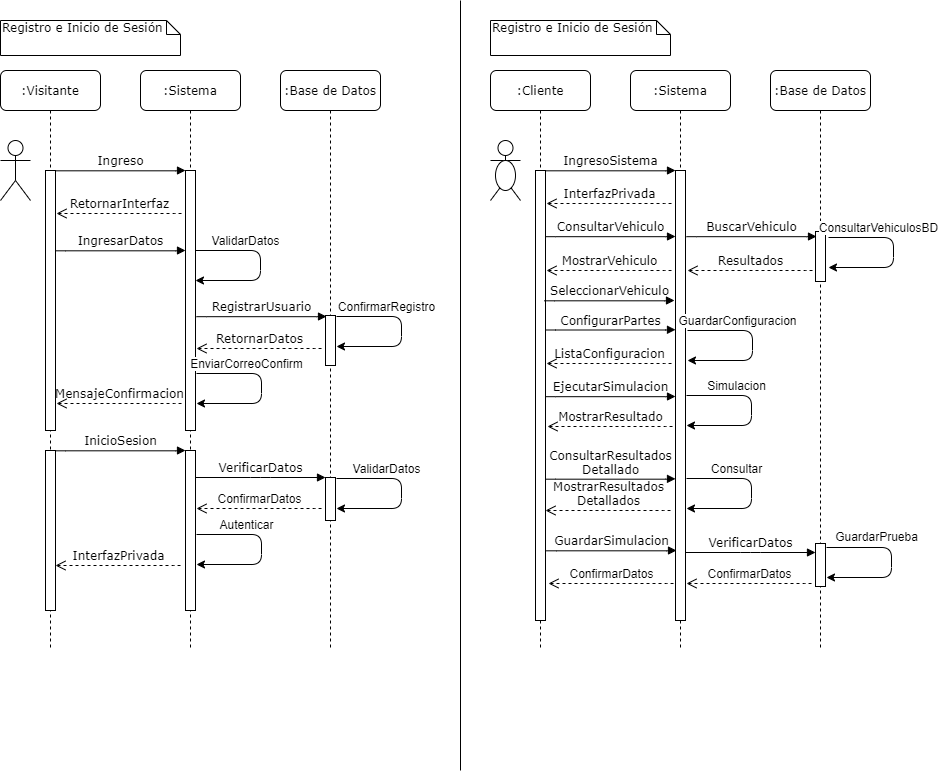 Registro e Inicio de Sesión
:Visitante
:Sistema
:Base de Datos
Ingreso
RetornarInterfaz
IngresarDatos
ValidarDatos
RegistrarUsuario
ConfirmarRegistro
RetornarDatos
EnviarCorreoConfirm
MensajeConfirmacion
InicioSesion
VerificarDatos
ValidarDatos
ConfirmarDatos
Autenticar
InterfazPrivada
Registro e Inicio de Sesión
:Cliente
:Sistema
:Base de Datos
IngresoSistema
InterfazPrivada
ConsultarVehiculo
BuscarVehiculo
ConsultarVehiculosBD
MostrarVehiculo
Resultados
SeleccionarVehiculo
ConfigurarPartes
GuardarConfiguracion
ListaConfiguracion
EjecutarSimulacion
Simulacion
MostrarResultado
ConsultarResultados
Detallado
Consultar
MostrarResultados
Detallados
GuardarSimulacion
VerificarDatos
GuardarPrueba
ConfirmarDatos
ConfirmarDatos